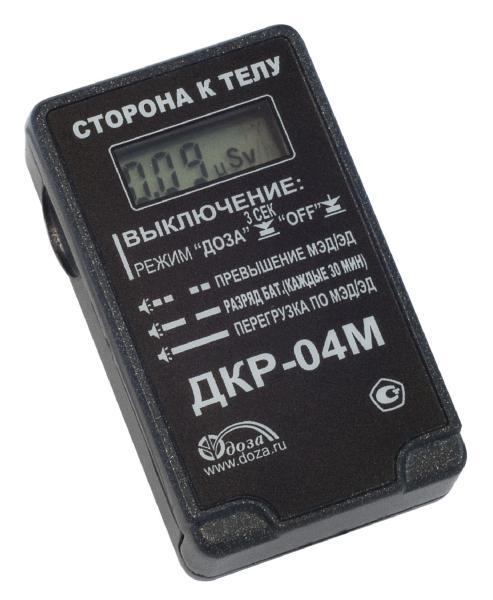 СТОРОНА К ТЕЛУ
0.09 µSv
ВЫКЛЮЧЕНИЕ:
РЕЖИМ "ДОЗА" 3 СЕК "OFF"
ПРЕВЫШЕНИЕ МЭД/ЭД
РАЗРЯД БАТ.(КАЖДЫЕ 30 МИН)
ПЕРЕГРУЗКА ПО МЭД/ЭД
ДКР-04М
доза
www.doza.ru